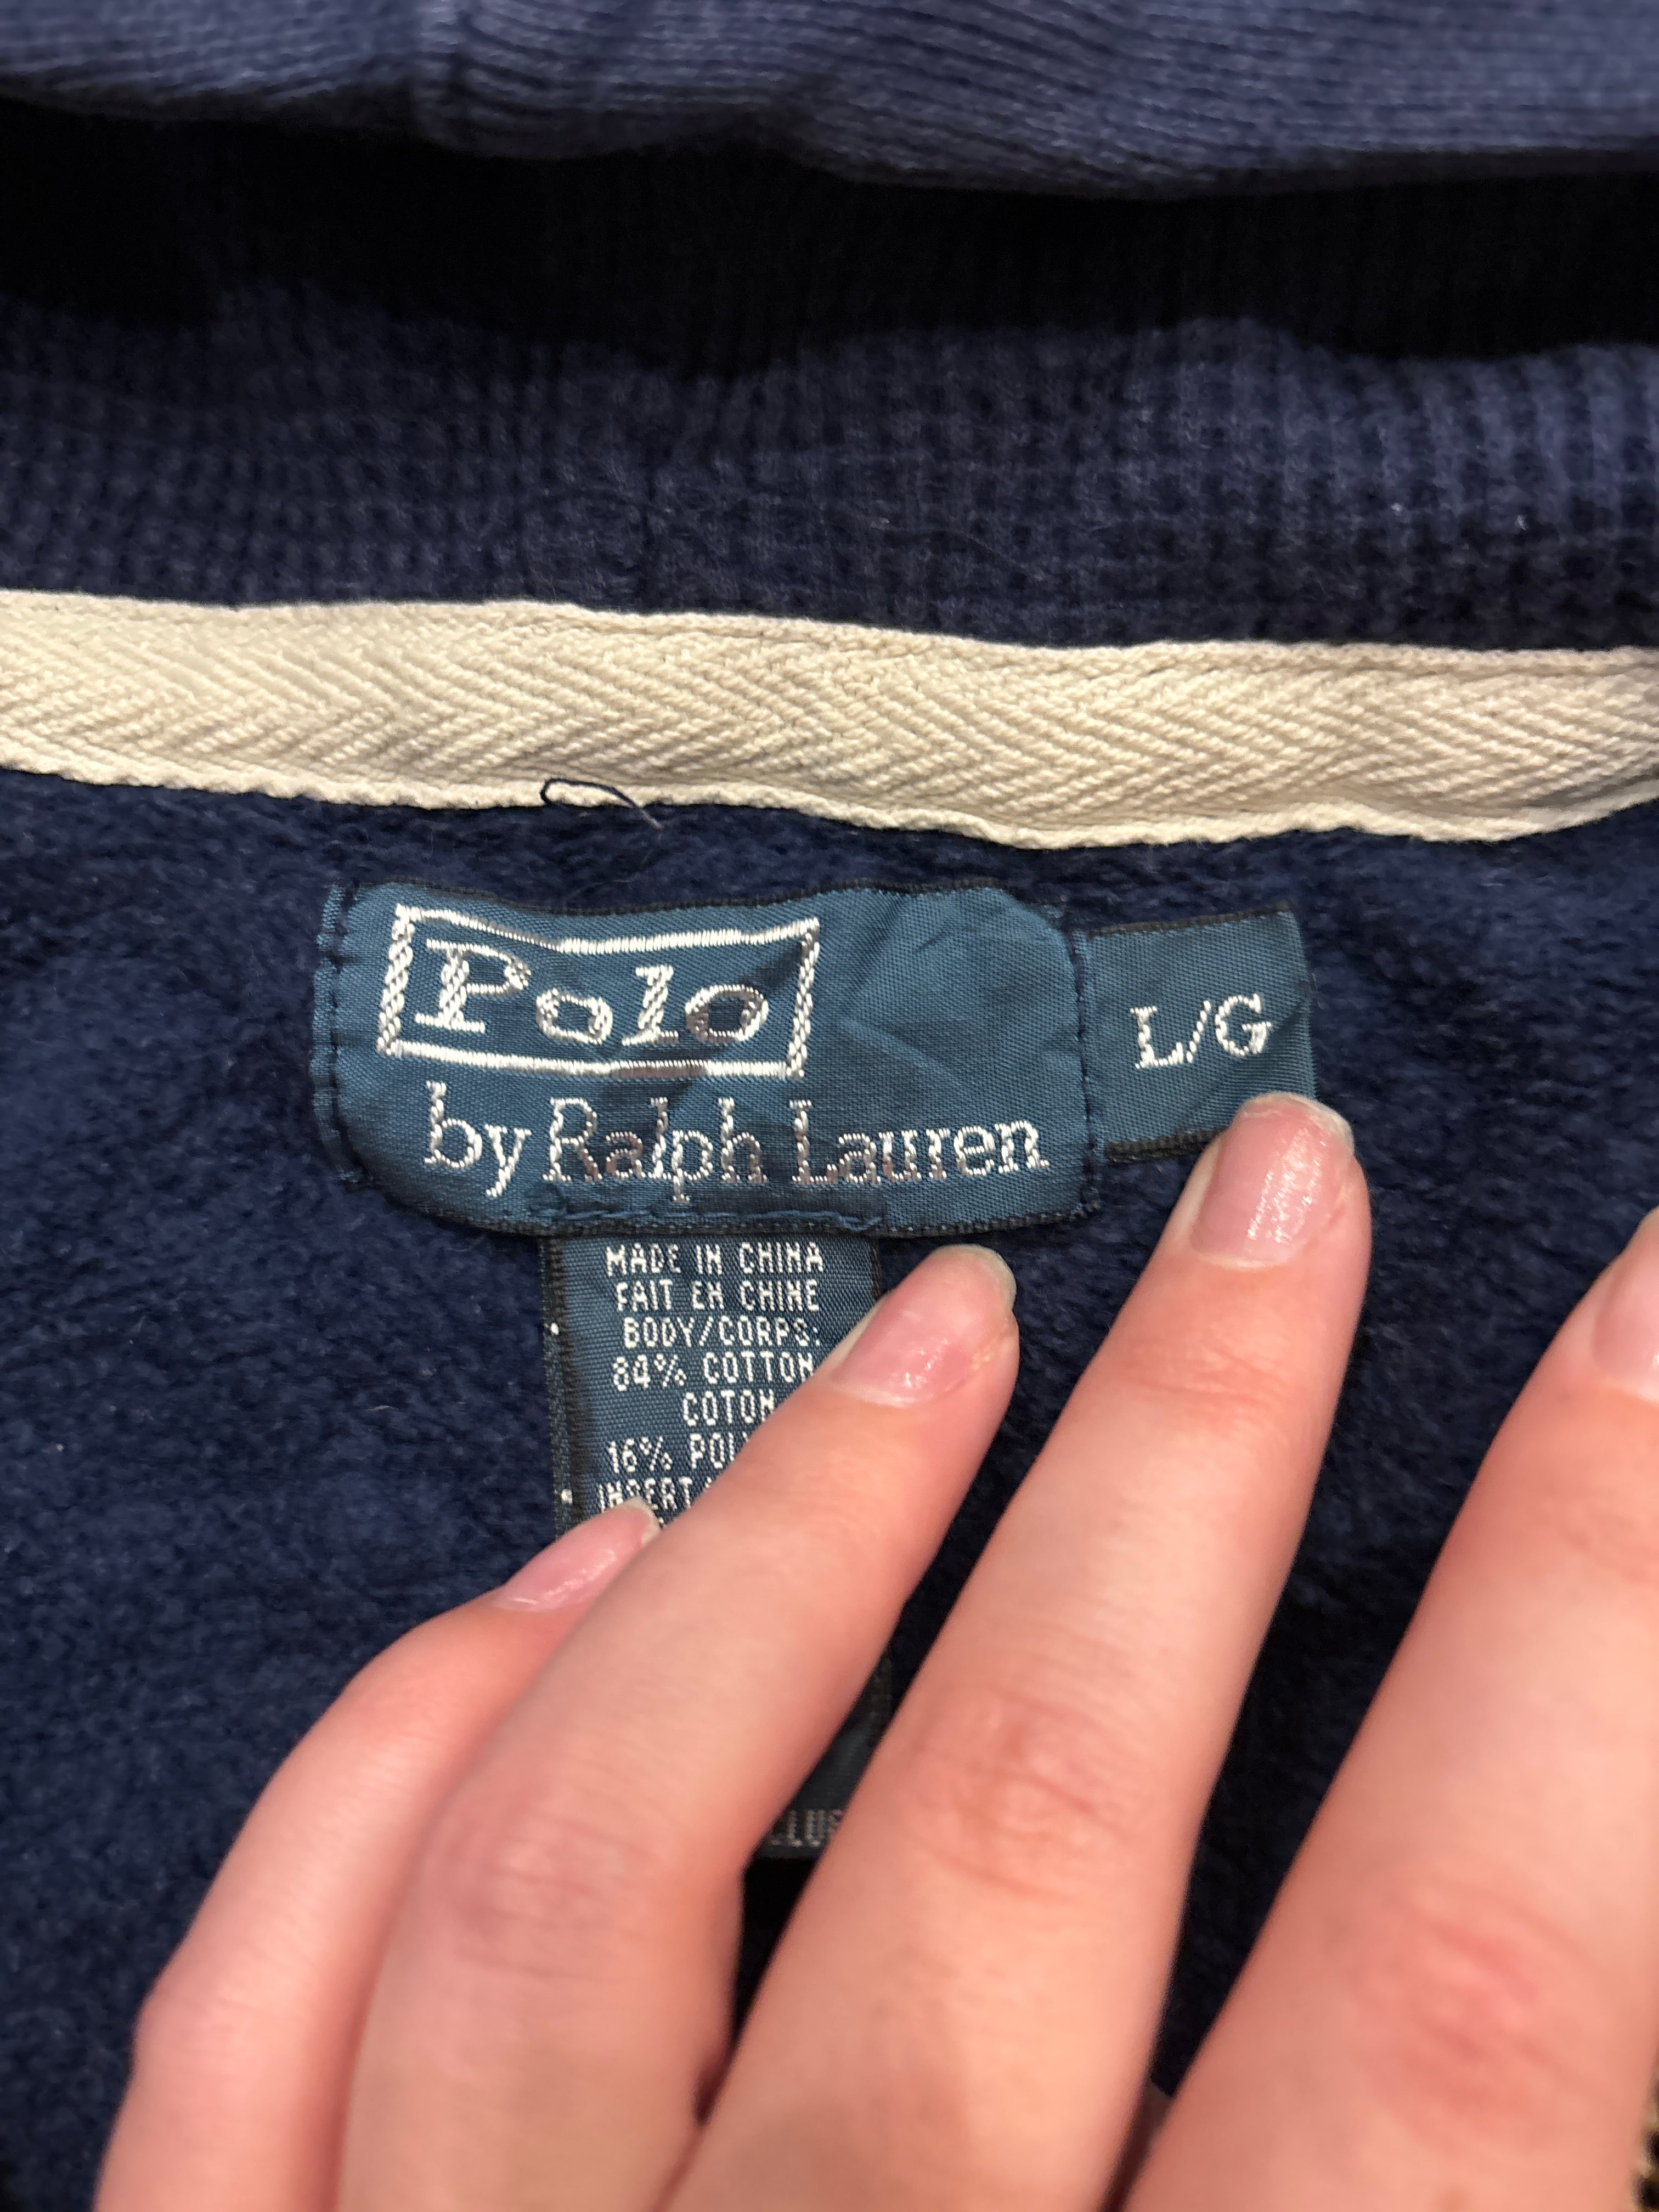 Polo
by Ralph Lauren
L/G
MADE IN CHINA
FAIT EN CHINE
BODY/CORPS:
84% COTTON
COTON
16%